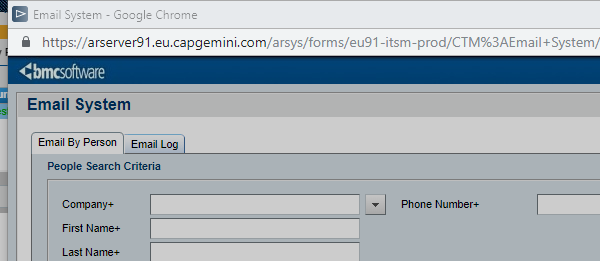 Email System - Google Chrome
https://arserver91.eu.capgemini.com/arsys/forms/eu91-itsm-prod/CTM%3AEmail+System/
bmcsoftware
Email System
Email By Person Email Log
People Search Criteria
Company+ Phone Number+
First Name+
Last Name+